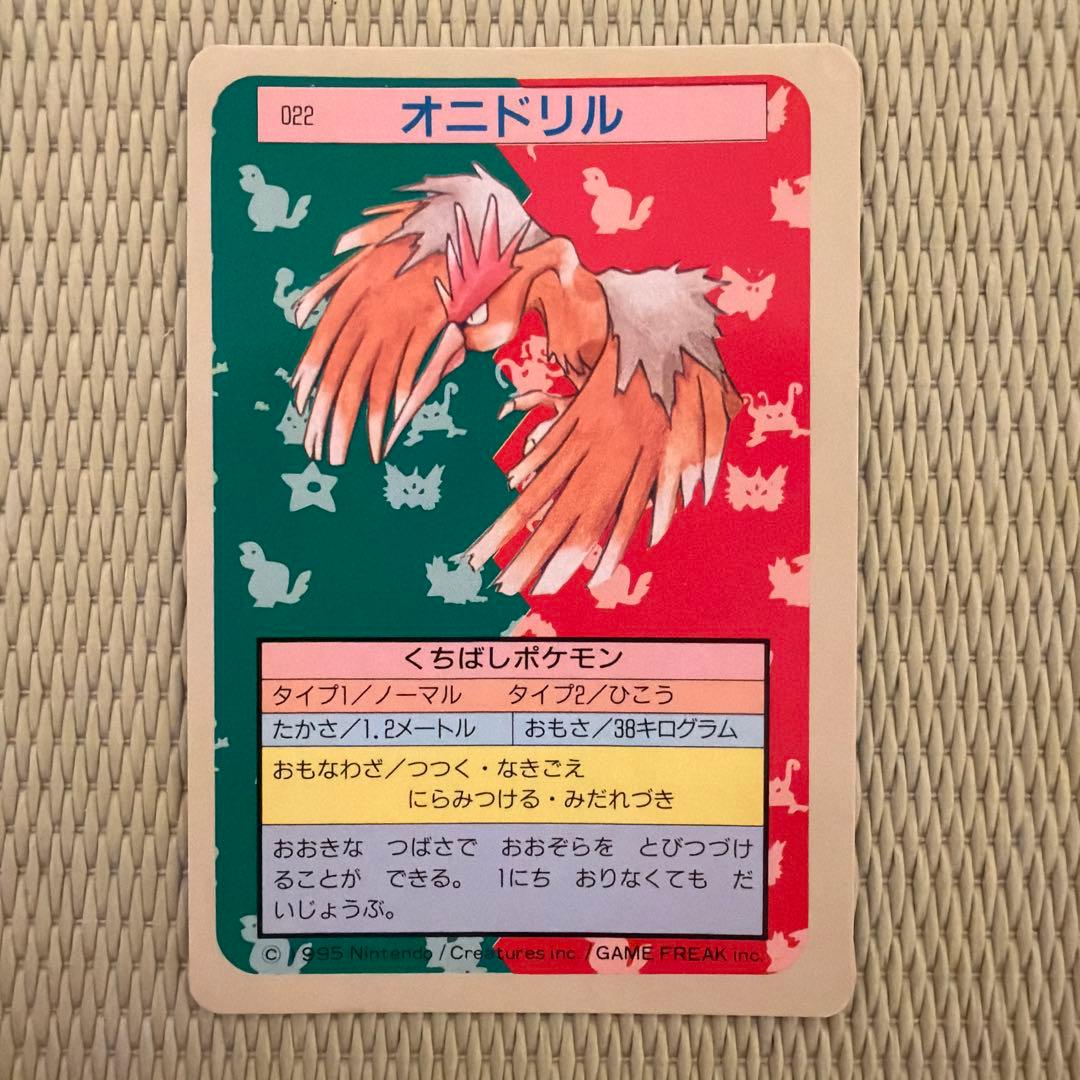 022 オニドリル
くちばしポケモン
タイプ1/ノーマル タイプ2/ひこう
たかさ/1.2メートル おもさ/38キログラム
おもなわざ/つつく・なきごえ
にらみつける・みだれづき
おおきな つばさで おおぞらを とびつづけ
ることが できる。 1にち おりなくても だ
いじょうぶ。
© 1995 Nintendo / Creatures inc. / GAME FREAK inc.